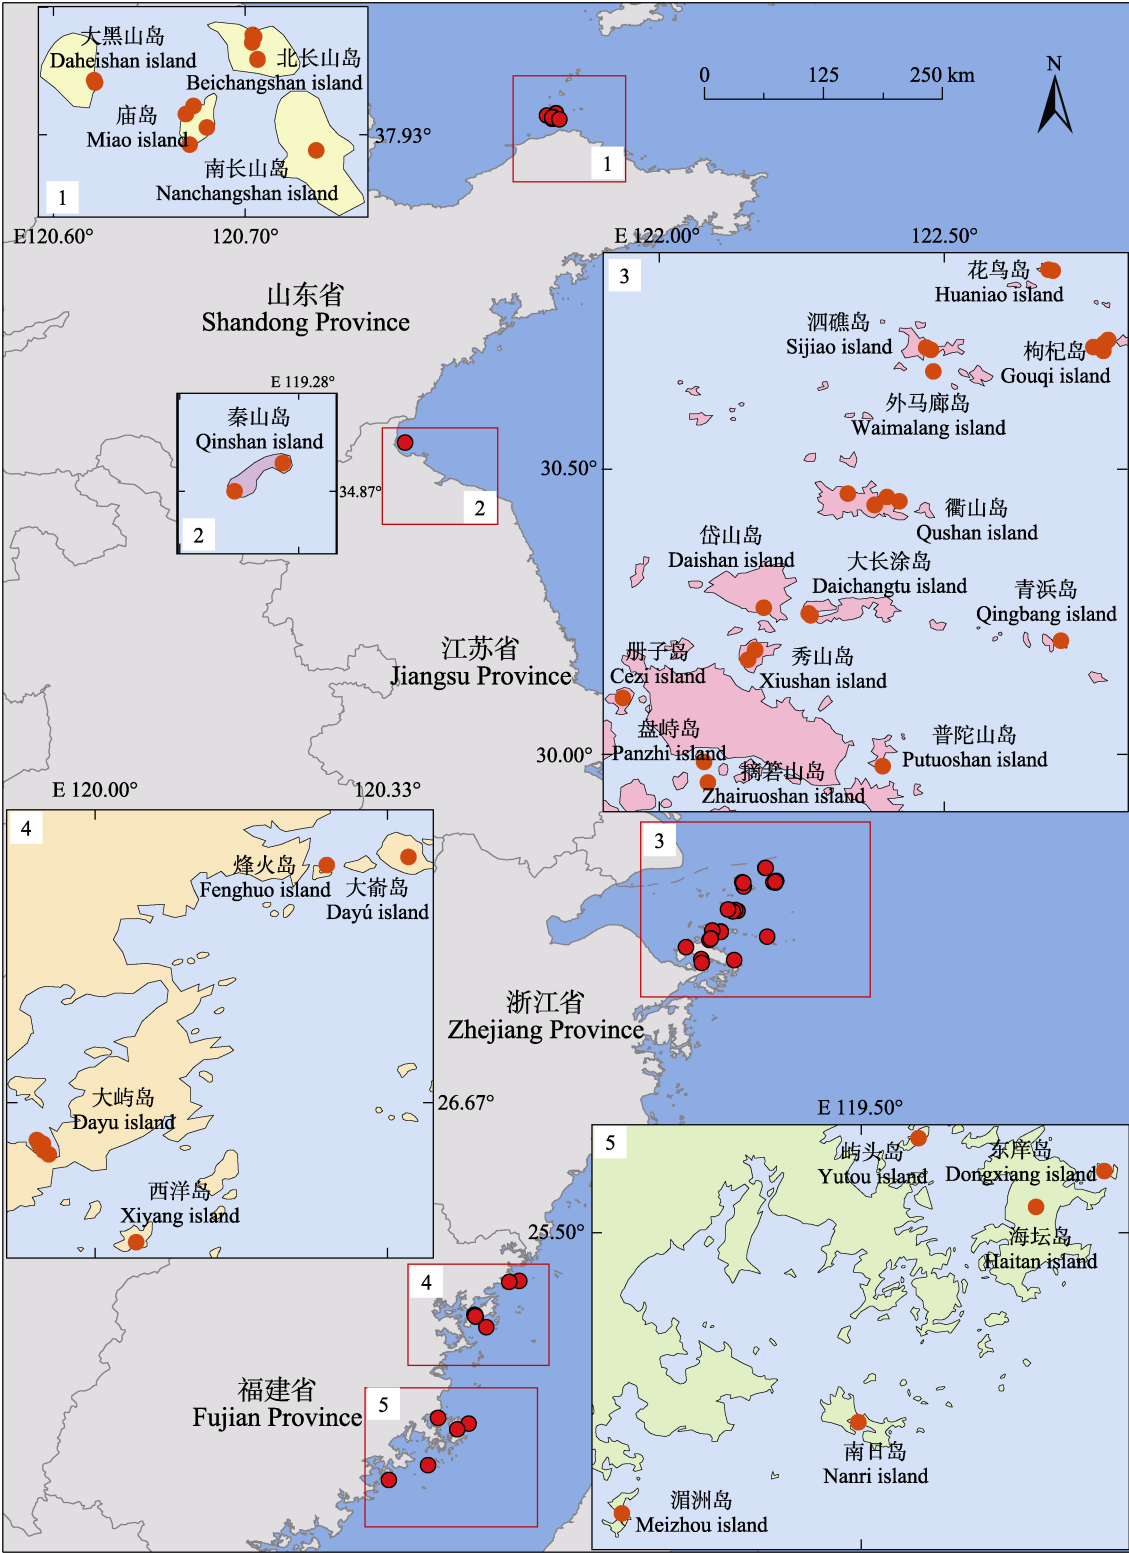 大黑山岛
Daheishan island
北长山岛
Beichangshan island
庙岛
Miao island
南长山岛
Nanchangshan island
1
37.93°
E120.60°
120.70°
0
125
250 km
N
1
E 122.00°
122.50°
3
花鸟岛
Huaniao island
泗礁岛
Sijiao island
枸杞岛
Gouqi island
外马廊岛
Waimalang island
30.50°
衢山岛
Qushan island
岱山岛
Daishan island
大长涂岛
Daichangtu island
青浜岛
Qingbang island
册子岛
Cezi island
秀山岛
Xiushan island
盘峙岛
Panzhi island
普陀山岛
Putuoshan island
30.00°
摘箬山岛
Zhairuoshan island
山东省
Shandong Province
E 119.28°
秦山岛
Qinshan island
34.87°
2
2
江苏省
Jiangsu Province
E 120.00°
120.33°
4
烽火岛
Fenghuo island
大嵛岛
Dayú island
大屿岛
Dayu island
26.67°
西洋岛
Xiyang island
3
浙江省
Zhejiang Province
E 119.50°
5
屿头岛
Yutou island
东庠岛
Dongxiang island
25.50°
海坛岛
Haitan island
南日岛
Nanri island
湄洲岛
Meizhou island
4
福建省
Fujian Province
5